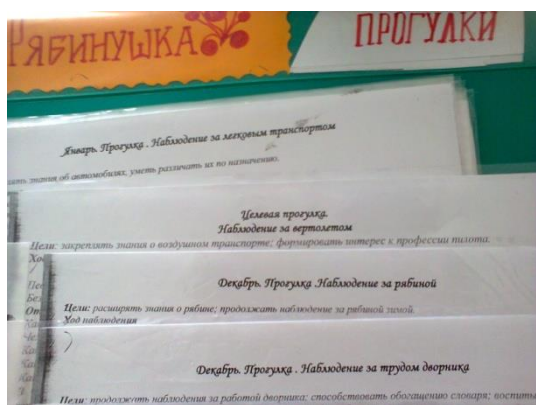 РЯБИНУШКА
ПРОГУЛКИ
Январь. Прогулка . Наблюдение за легковым транспортом
знания об автомобилях, уметь различать их по назначению.
Целевая прогулка.
Наблюдение за вертолетом
Цели: закреплять знания о воздушном транспорте; формировать интерес к профессии пилота.
Декабрь. Прогулка .Наблюдение за рябиной
Цели: расширять знания о рябине; продолжать наблюдение за рябиной зимой.
Ход наблюдения
Декабрь. Прогулка . Наблюдение за трудом дворника
Цели: продолжать наблюдения за работой дворника; способствовать обогащению словаря; воспиты